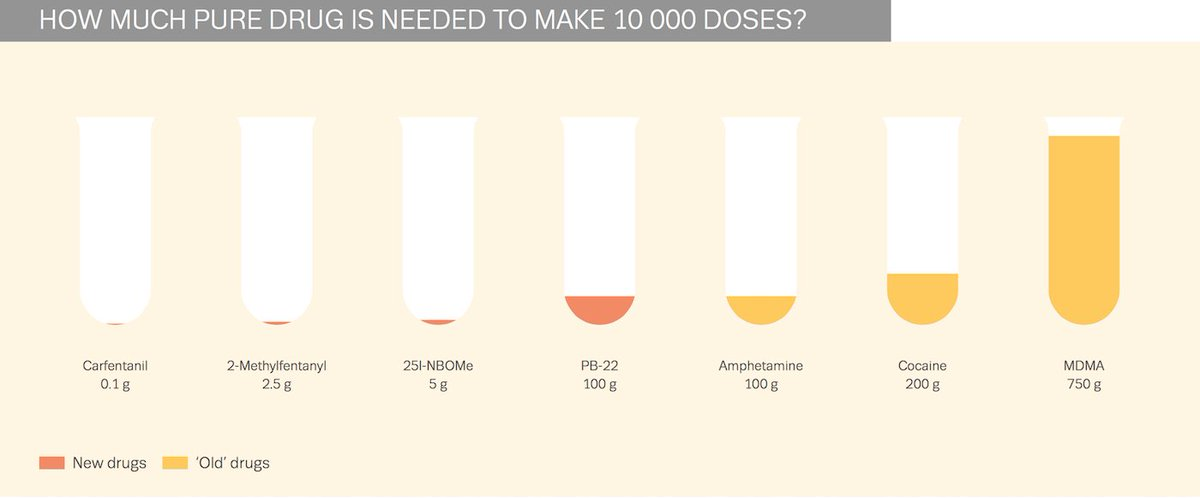 HOW MUCH PURE DRUG IS NEEDED TO MAKE 10 000 DOSES?
Carfentanil
0.1 g
2-Methylfentanyl
2.5 g
25I-NBOMe
5 g
PB-22
100 g
Amphetamine
100 g
Cocaine
200 g
MDMA
750 g
New drugs
‘Old’ drugs